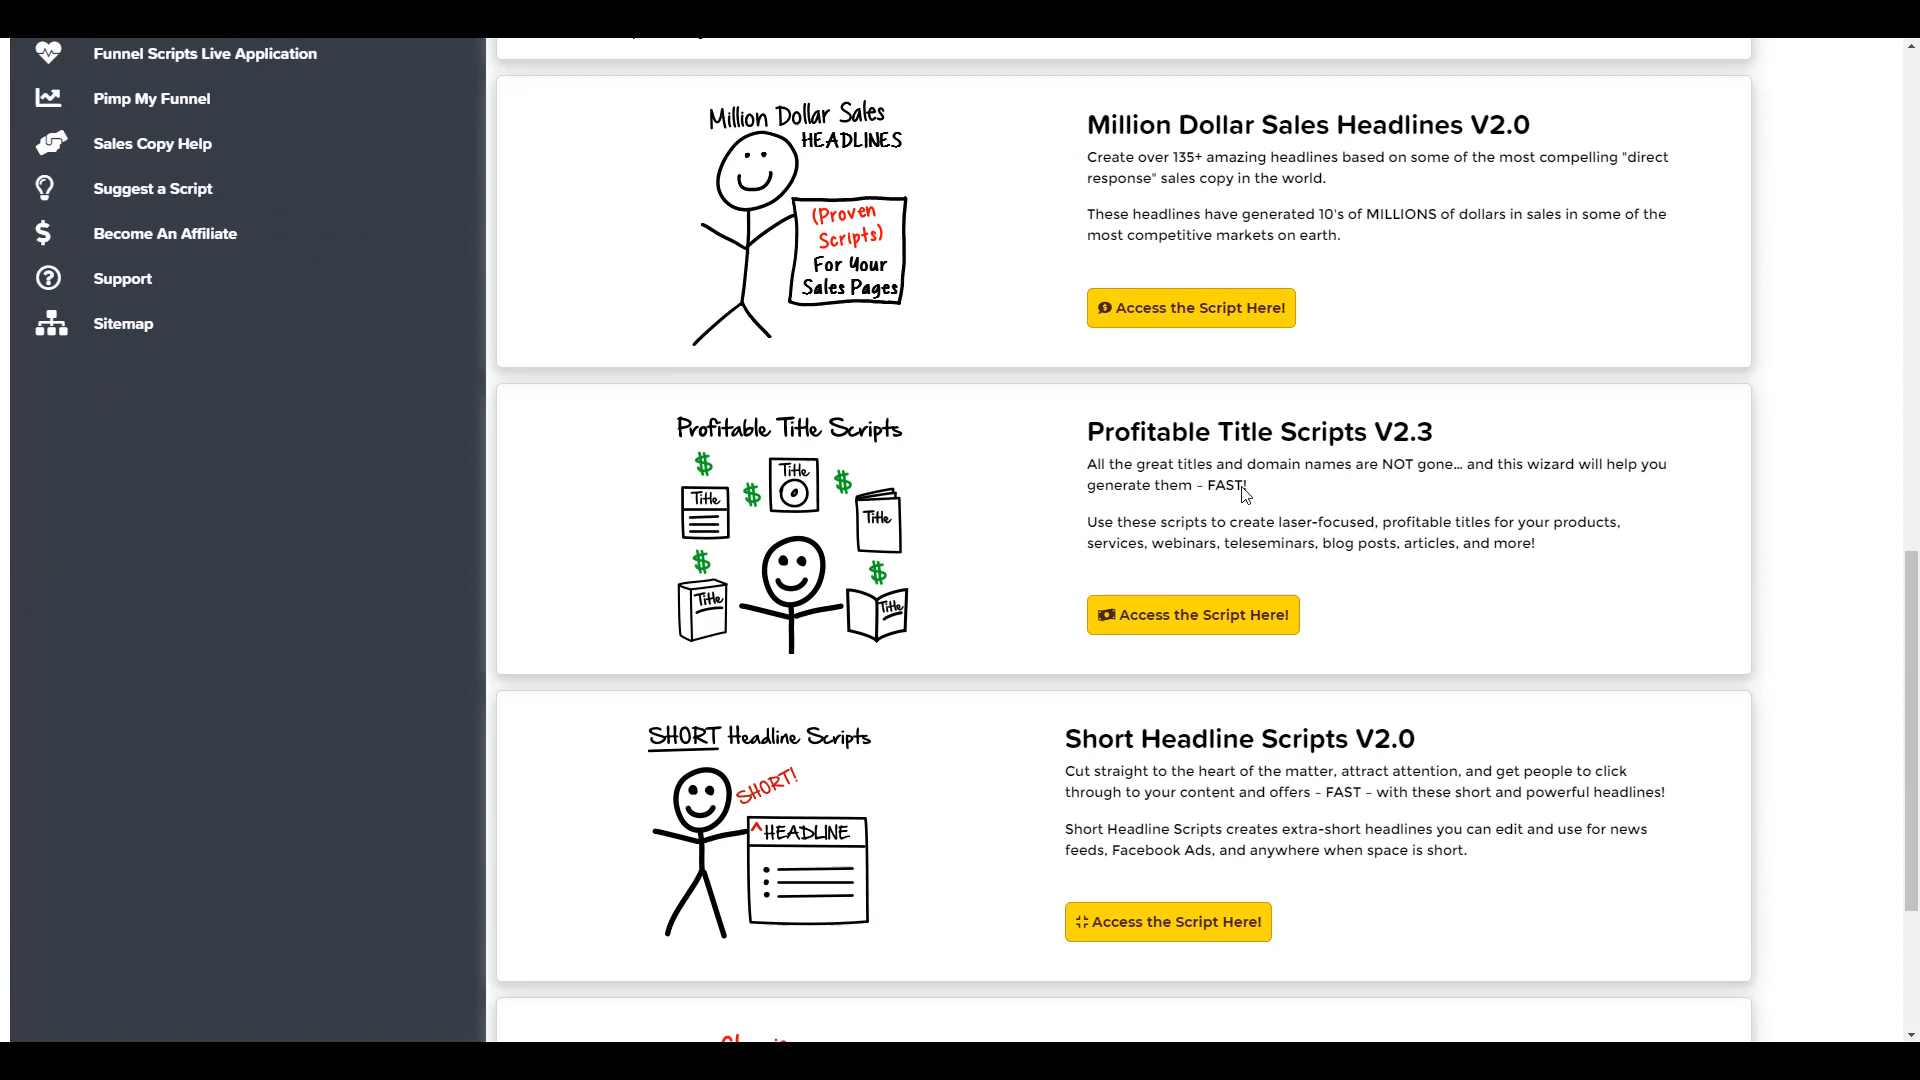 Funnel Scripts Live Application
Pimp My Funnel
Sales Copy Help
Suggest a Script
Become An Affiliate
Support
Sitemap
Million Dollar Sales
HEADLINES
(Proven
Scripts)
For Your
Sales Pages
Million Dollar Sales Headlines V2.0
Create over 135+ amazing headlines based on some of the most compelling "direct
response" sales copy in the world.
These headlines have generated 10's of MILLIONS of dollars in sales in some of the
most competitive markets on earth.
Access the Script Here!
Profitable Title Scripts
$
Title
$
Title
$
Title
$
Title
$
Title
Profitable Title Scripts V2.3
All the great titles and domain names are NOT gone... and this wizard will help you
generate them - FAST!
Use these scripts to create laser-focused, profitable titles for your products,
services, webinars, teleseminars, blog posts, articles, and more!
Access the Script Here!
SHORT Headline Scripts
SHORT!
^HEADLINE
Short Headline Scripts V2.0
Cut straight to the heart of the matter, attract attention, and get people to click
through to your content and offers - FAST - with these short and powerful headlines!
Short Headline Scripts creates extra-short headlines you can edit and use for news
feeds, Facebook Ads, and anywhere when space is short.
Access the Script Here!